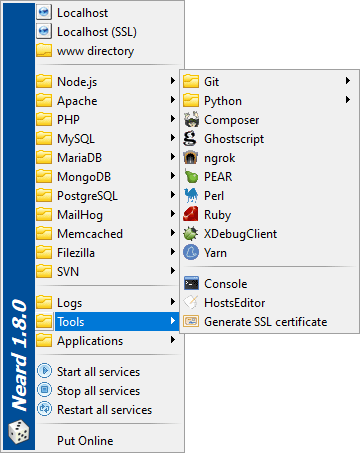 Localhost
Localhost (SSL)
www directory
Node.js
Apache
PHP
MySQL
MariaDB
MongoDB
PostgreSQL
MailHog
Memcached
Filezilla
SVN
Logs
Tools
Applications
Start all services
Stop all services
Restart all services
Put Online
Neard 1.8.0
Git
Python
Composer
Ghostscript
ngrok
PEAR
Perl
Ruby
XDebugClient
Yarn
Console
HostsEditor
Generate SSL certificate